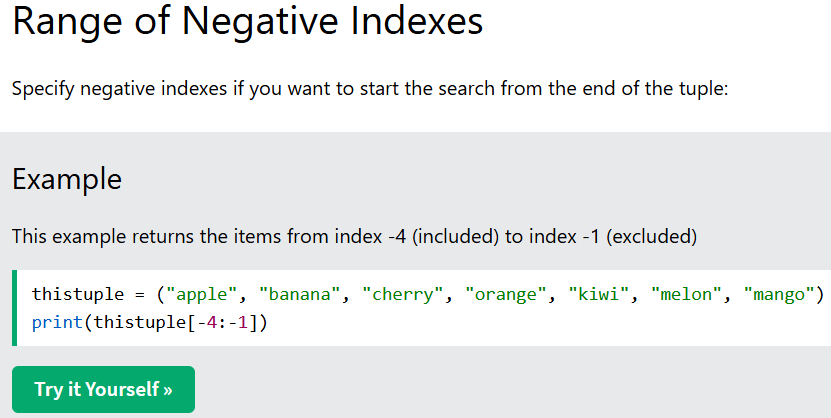 Range of Negative Indexes
Specify negative indexes if you want to start the search from the end of the tuple:
Example
This example returns the items from index -4 (included) to index -1 (excluded)
thistuple = ("apple", "banana", "cherry", "orange", "kiwi", "melon", "mango")
print(thistuple[-4:-1])
Try it Yourself »